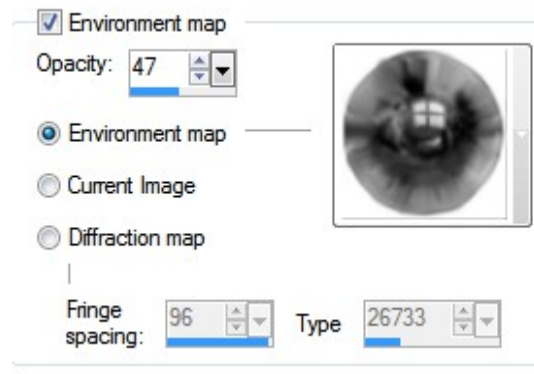 Environment map
Opacity: 47
Environment map
Current Image
Diffraction map
Fringe spacing: 96 Type 26733